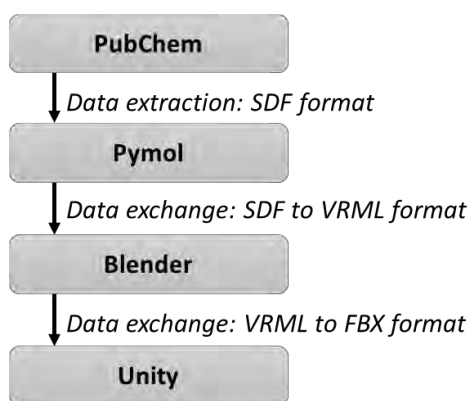 PubChem
Data extraction: SDF format
Pymol
Data exchange: SDF to VRML format
Blender
Data exchange: VRML to FBX format
Unity